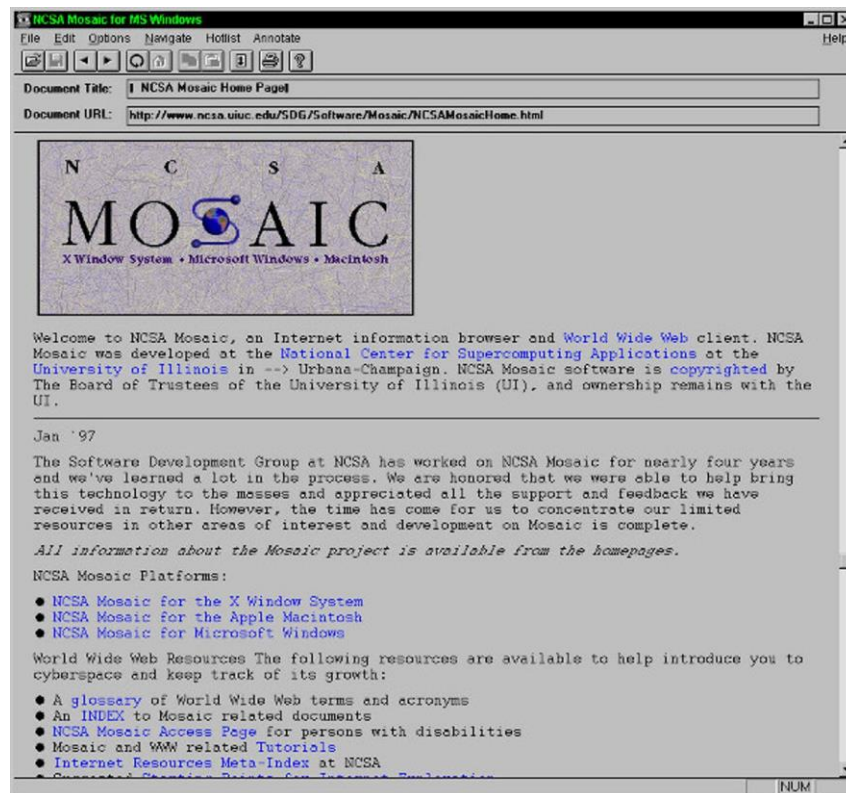 NCSA Mosaic for MS Windows
File Edit Options Navigate Hotlist Annotate Help
Document Title: NCSA Mosaic Home Page
Document URL: http://www.ncsa.uiuc.edu/SDG/Software/Mosaic/NCSAMosaicHome.html
N C S A
MOSAIC
X Window System • Microsoft Windows • Macintosh
Welcome to NCSA Mosaic, an Internet information browser and World Wide Web client. NCSA
Mosaic was developed at the National Center for Supercomputing Applications at the
University of Illinois in --> Urbana-Champaign. NCSA Mosaic software is copyrighted by
The Board of Trustees of the University of Illinois (UI), and ownership remains with the
UI.
Jan `97
The Software Development Group at NCSA has worked on NCSA Mosaic for nearly four years
and we've learned a lot in the process. We are honored that we were able to help bring
this technology to the masses and appreciated all the support and feedback we have
received in return. However, the time has come for us to concentrate our limited
resources in other areas of interest and development on Mosaic is complete.
All information about the Mosaic project is available from the homepages.
NCSA Mosaic Platforms:
● NCSA Mosaic for the X Window System
● NCSA Mosaic for the Apple Macintosh
● NCSA Mosaic for Microsoft Windows
World Wide Web Resources The following resources are available to help introduce you to
cyberspace and keep track of its growth:
● A glossary of World Wide Web terms and acronyms
● An INDEX to Mosaic related documents
● NCSA Mosaic Access Page for persons with disabilities
● Mosaic and WWW related Tutorials
● Internet Resources Meta-Index at NCSA
NUM